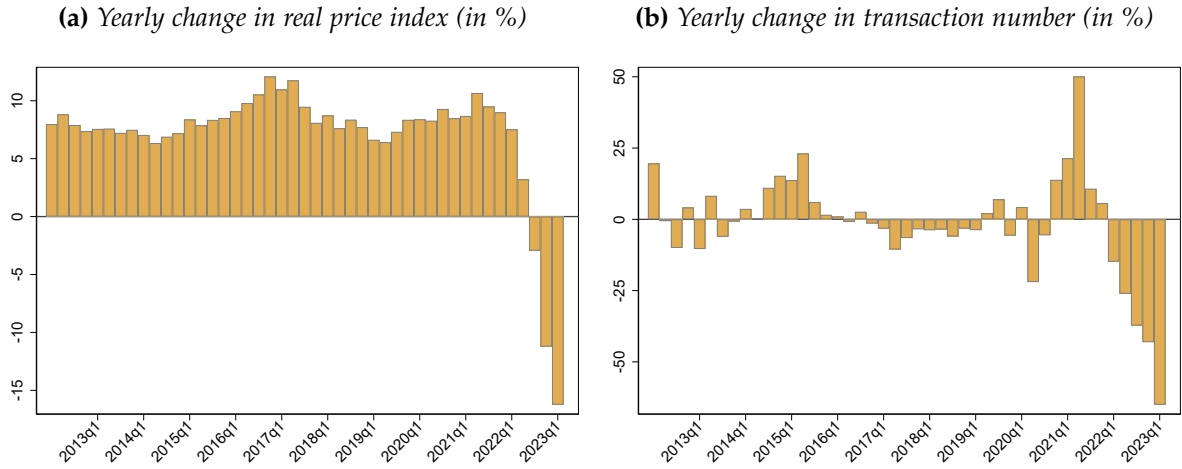 (a) Yearly change in real price index (in %)
10
5
0
-5
-10
-15
2013q1
2014q1
2015q1
2016q1
2017q1
2018q1
2019q1
2020q1
2021q1
2022q1
2023q1
(b) Yearly change in transaction number (in %)
50
25
0
-25
-50
2013q1
2014q1
2015q1
2016q1
2017q1
2018q1
2019q1
2020q1
2021q1
2022q1
2023q1